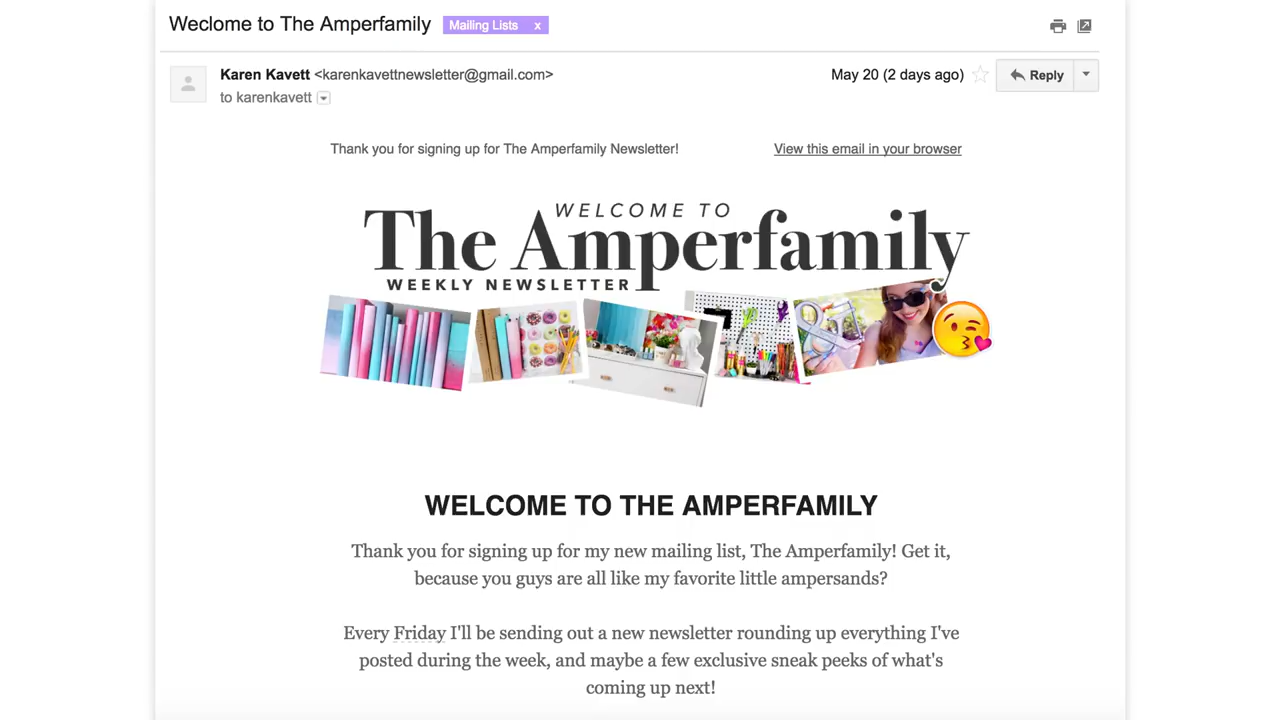 Weclome to The Amperfamily Mailing Lists x
Karen Kavett <karenkavettnewsletter@gmail.com>
May 20 (2 days ago)
Reply
to karenkavett
Thank you for signing up for The Amperfamily Newsletter!
View this email in your browser
WELCOME TO
The Amperfamily
WEEKLY NEWSLETTER
WELCOME TO THE AMPERFAMILY
Thank you for signing up for my new mailing list, The Amperfamily! Get it,
because you guys are all like my favorite little ampersands?
Every Friday I'll be sending out a new newsletter rounding up everything I've
posted during the week, and maybe a few exclusive sneak peeks of what's
coming up next!